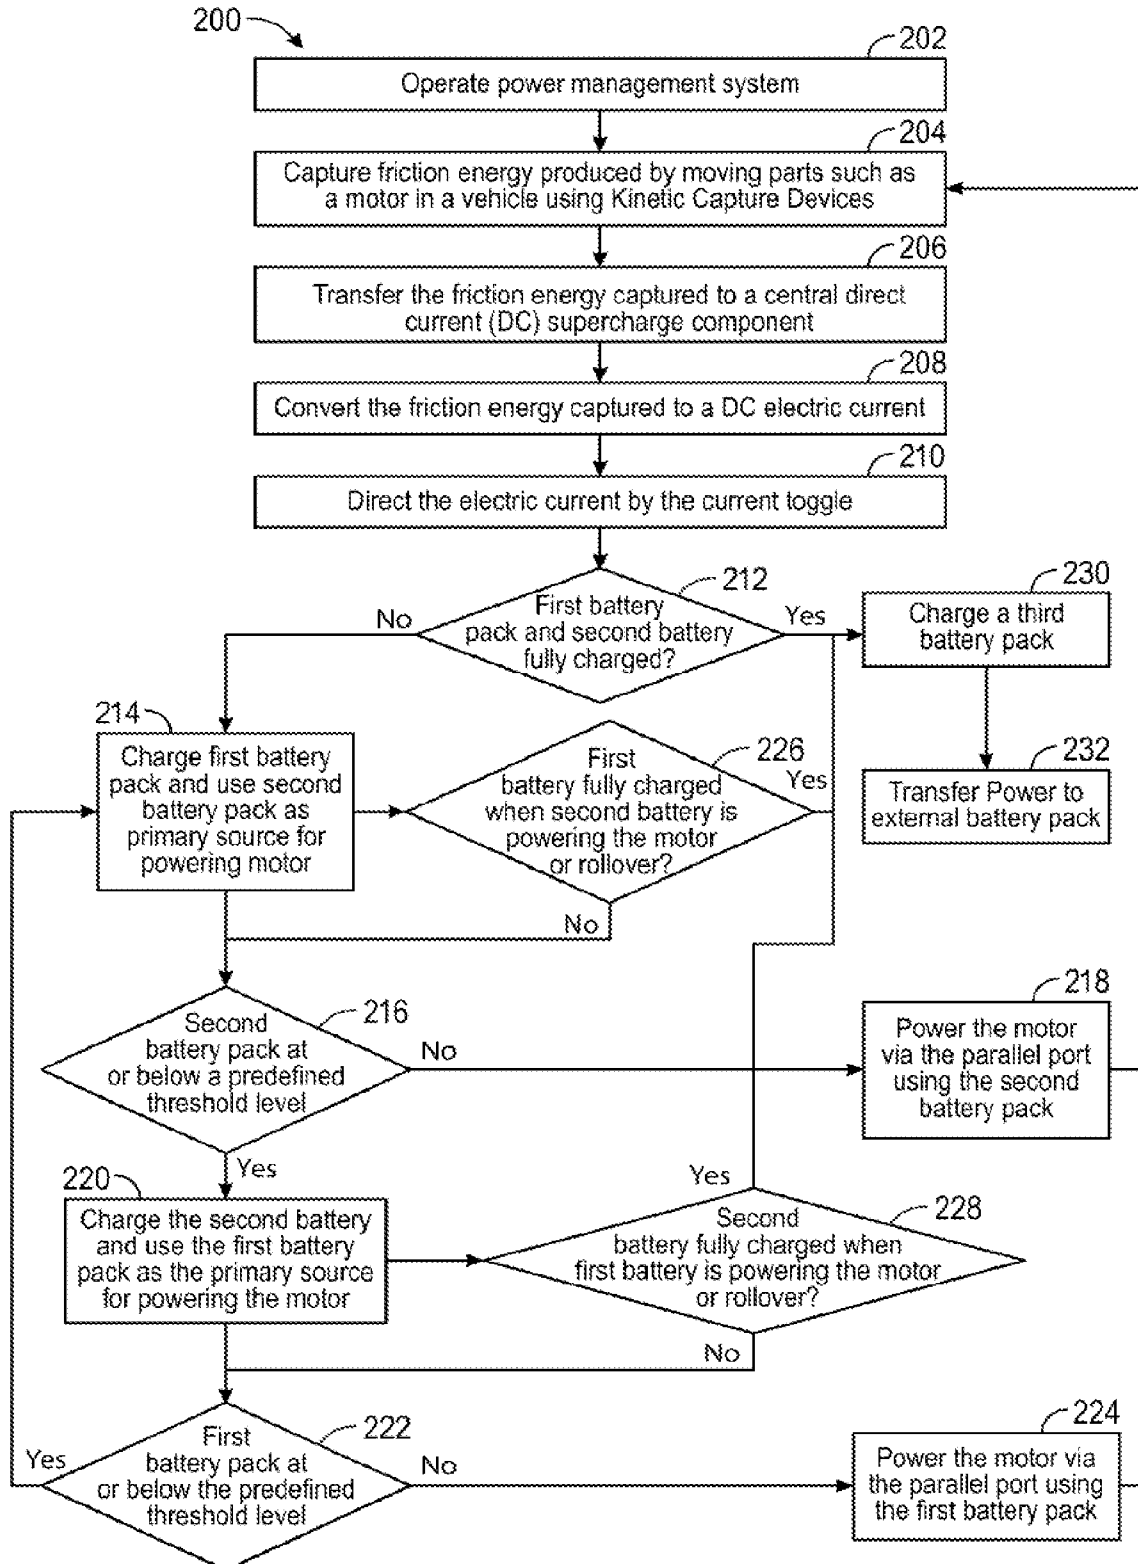 200
202
Operate power management system
204
Capture friction energy produced by moving parts such as
a motor in a vehicle using Kinetic Capture Devices
206
Transfer the friction energy captured to a central direct
current (DC) supercharge component
208
Convert the friction energy captured to a DC electric current
210
Direct the electric current by the current toggle
212
First battery
pack and second battery
fully charged?
No
Yes
230
Charge a third
battery pack
214
Charge first battery
pack and use second
battery pack as
primary source for
powering motor
226
First
battery fully charged
when second battery is
powering the motor
or rollover?
Yes
No
232
Transfer Power to
external battery pack
216
Second
battery pack at
or below a predefined
threshold level
No
Yes
218
Power the motor
via the parallel port
using the second
battery pack
220
Charge the second battery
and use the first battery
pack as the primary source
for powering the motor
228
Yes
Second
battery fully charged when
first battery is powering the motor
or rollover?
No
222
First
battery pack at
or below the predefined
threshold level
Yes
No
224
Power the motor via
the parallel port using
the first battery pack